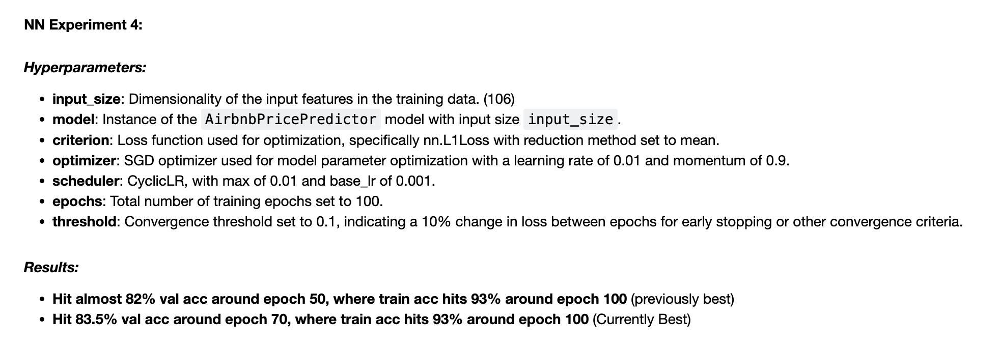 NN Experiment 4:
Hyperparameters:
• input_size: Dimensionality of the input features in the training data. (106)
• model: Instance of the AirbnbPricePredictor model with input size input_size.
• criterion: Loss function used for optimization, specifically nn.L1Loss with reduction method set to mean.
• optimizer: SGD optimizer used for model parameter optimization with a learning rate of 0.01 and momentum of 0.9.
• scheduler: CyclicLR, with max of 0.01 and base_lr of 0.001.
• epochs: Total number of training epochs set to 100.
• threshold: Convergence threshold set to 0.1, indicating a 10% change in loss between epochs for early stopping or other convergence criteria.
Results:
• Hit almost 82% val acc around epoch 50, where train acc hits 93% around epoch 100 (previously best)
• Hit 83.5% val acc around epoch 70, where train acc hits 93% around epoch 100 (Currently Best)